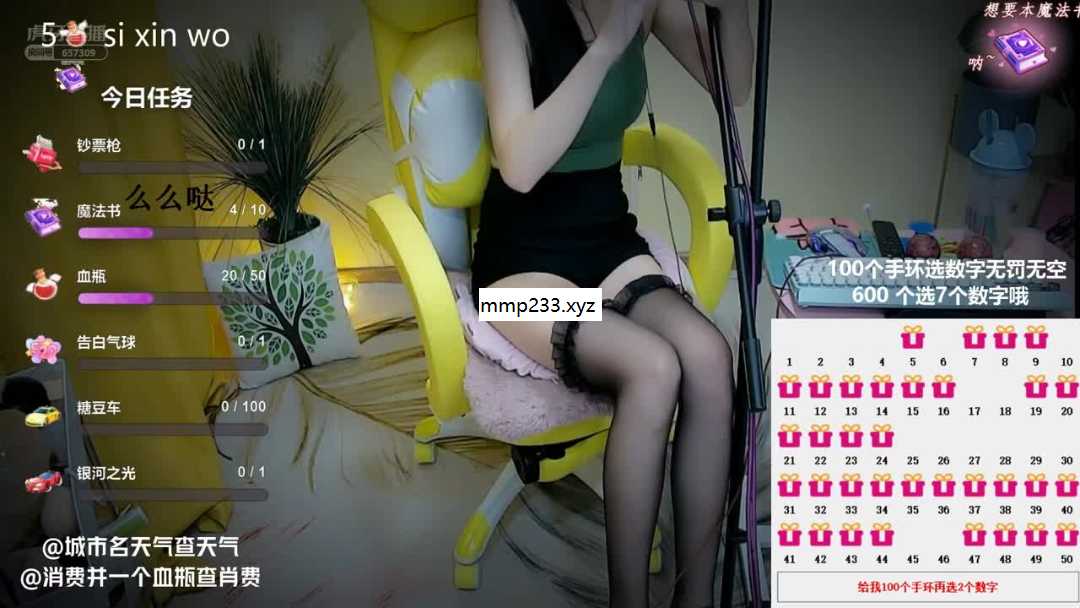 5 si xin wo
房间号 657309
今日任务
钞票枪 0 / 1
么么哒
魔法书 4 / 10
血瓶 20 / 50
告白气球 0 / 1
糖豆车 0 / 100
银河之光 0 / 1
@城市名天气查天气
@消费并一个血瓶查肖费
mmp233.xyz
想要本魔法书
呐~
100个手环选数字无罚无空
600 个选7个数字哦
1 2 3 4 5 6 7 8 9 10
11 12 13 14 15 16 17 18 19 20
21 22 23 24 25 26 27 28 29 30
31 32 33 34 35 36 37 38 39 40
41 42 43 44 45 46 47 48 49 50
给我100个手环再选2个数字